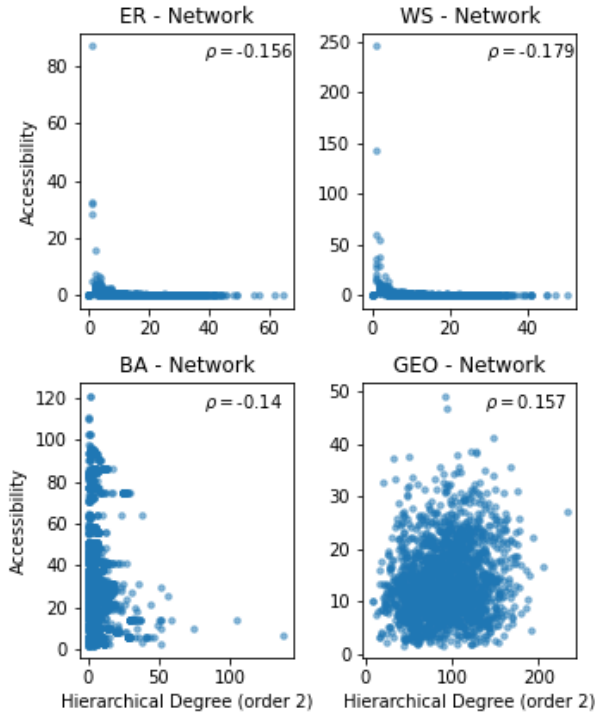 ER - Network
WS - Network
ρ = -0.156
ρ = -0.179
Accessibility
80
60
40
20
0
250
200
150
100
50
0
0 20 40 60
0 20 40
BA - Network
GEO - Network
ρ = -0.14
ρ = 0.157
Accessibility
120
100
80
60
40
20
0
50
40
30
20
10
0
0 100
0 100 200
Hierarchical Degree (order 2)
Hierarchical Degree (order 2)